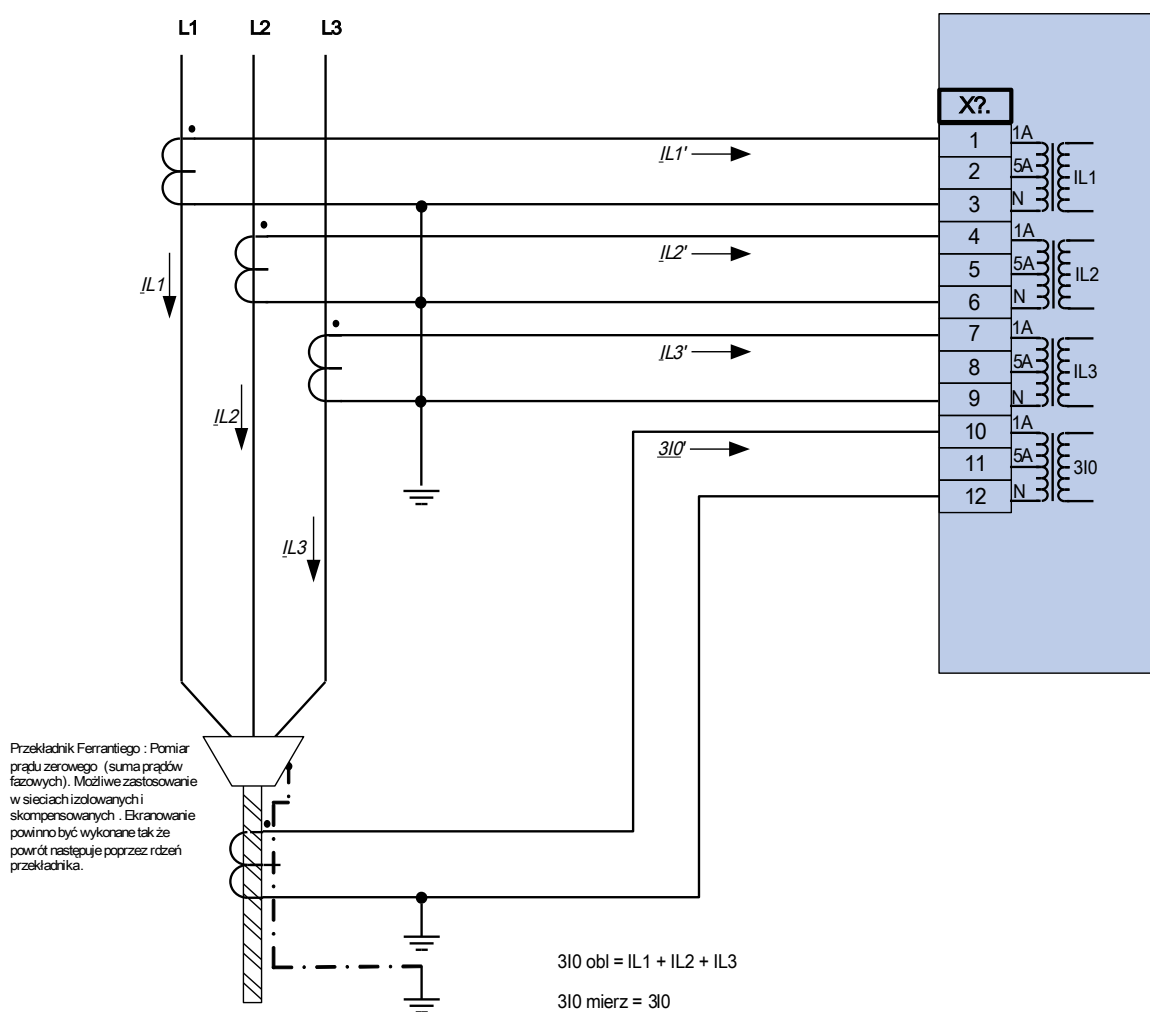 L1 L2 L3
X?.
1 1A
IL1'
2 5A
IL1
3 N
4 1A
IL2'
5 5A
IL2
IL1
6 N
7 1A
IL3'
8 5A
IL3
9 N
IL2
10 1A
3I0'
11 5A
3I0
12 N
IL3
Przekładnik Ferrantiego : Pomiar
prądu zerowego (suma prądów
fazowych). Możliwe zastosowanie
w sieciach izolowanych i
skompensowanych . Ekranowanie
powinno być wykonane tak że
powrót następuje poprzez rdzeń
przekładnika.
3I0 obl = IL1 + IL2 + IL3
3I0 mierz = 3I0